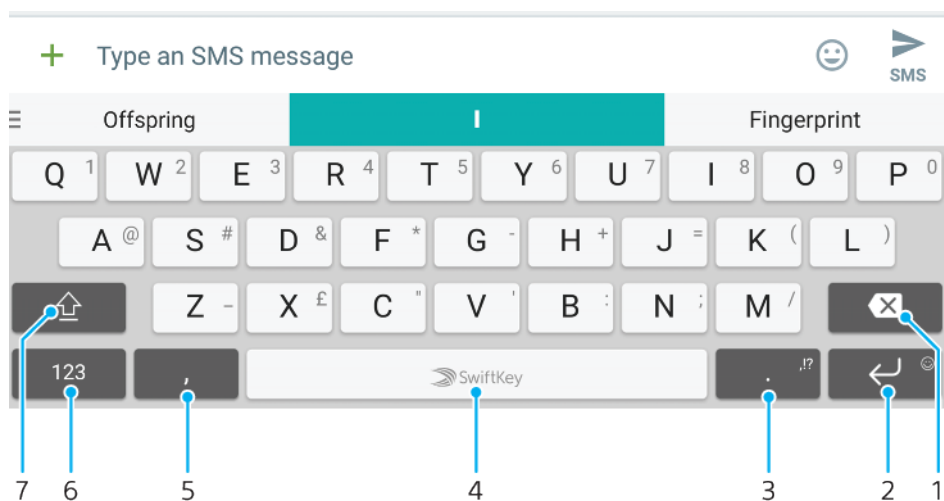 + Type an SMS message
SMS
Offspring I Fingerprint
Q 1 W 2 E 3 R 4 T 5 Y 6 U 7 I 8 O 9 P 0
A @ S # D & F * G - H + J = K ( L )
Z _ X £ C " V ' B : N ; M /
123 , SwiftKey . ,!?
7 6 5 4 3 2 1